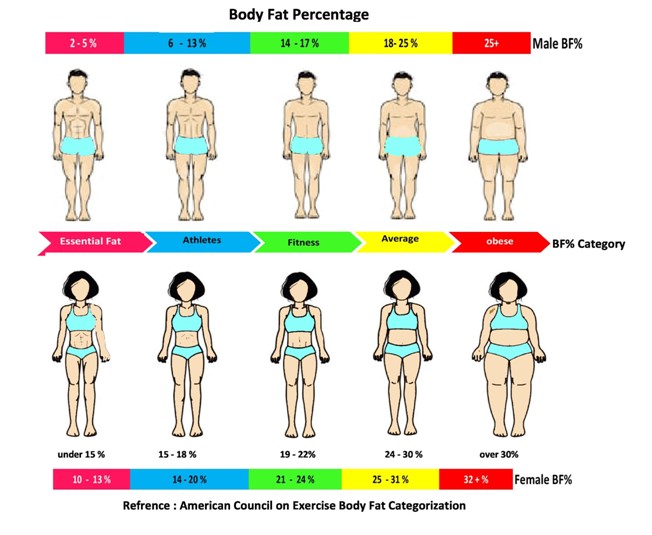 Body Fat Percentage
2 - 5 % 6 - 13 % 14 - 17 % 18- 25 % 25+ Male BF%
Essential Fat Athletes Fitness Average obese BF% Category
under 15 % 15 - 18 % 19 - 22% 24 - 30 % over 30%
10 - 13 % 14 - 20 % 21 - 24 % 25 - 31 % 32 + % Female BF%
Refrence : American Council on Exercise Body Fat Categorization